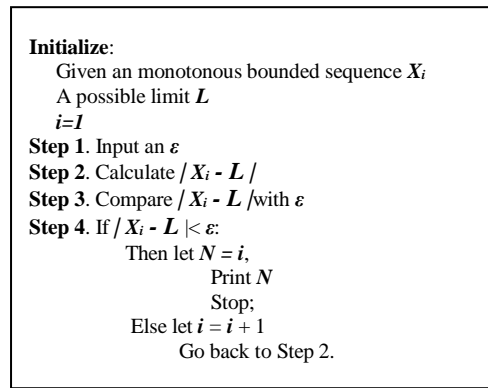 Initialize:
Given an monotonous bounded sequence Xi
A possible limit L
i=1
Step 1. Input an ε
Step 2. Calculate | Xi - L |
Step 3. Compare | Xi - L |with ε
Step 4. If | Xi - L |< ε:
Then let N = i,
Print N
Stop;
Else let i = i + 1
Go back to Step 2.